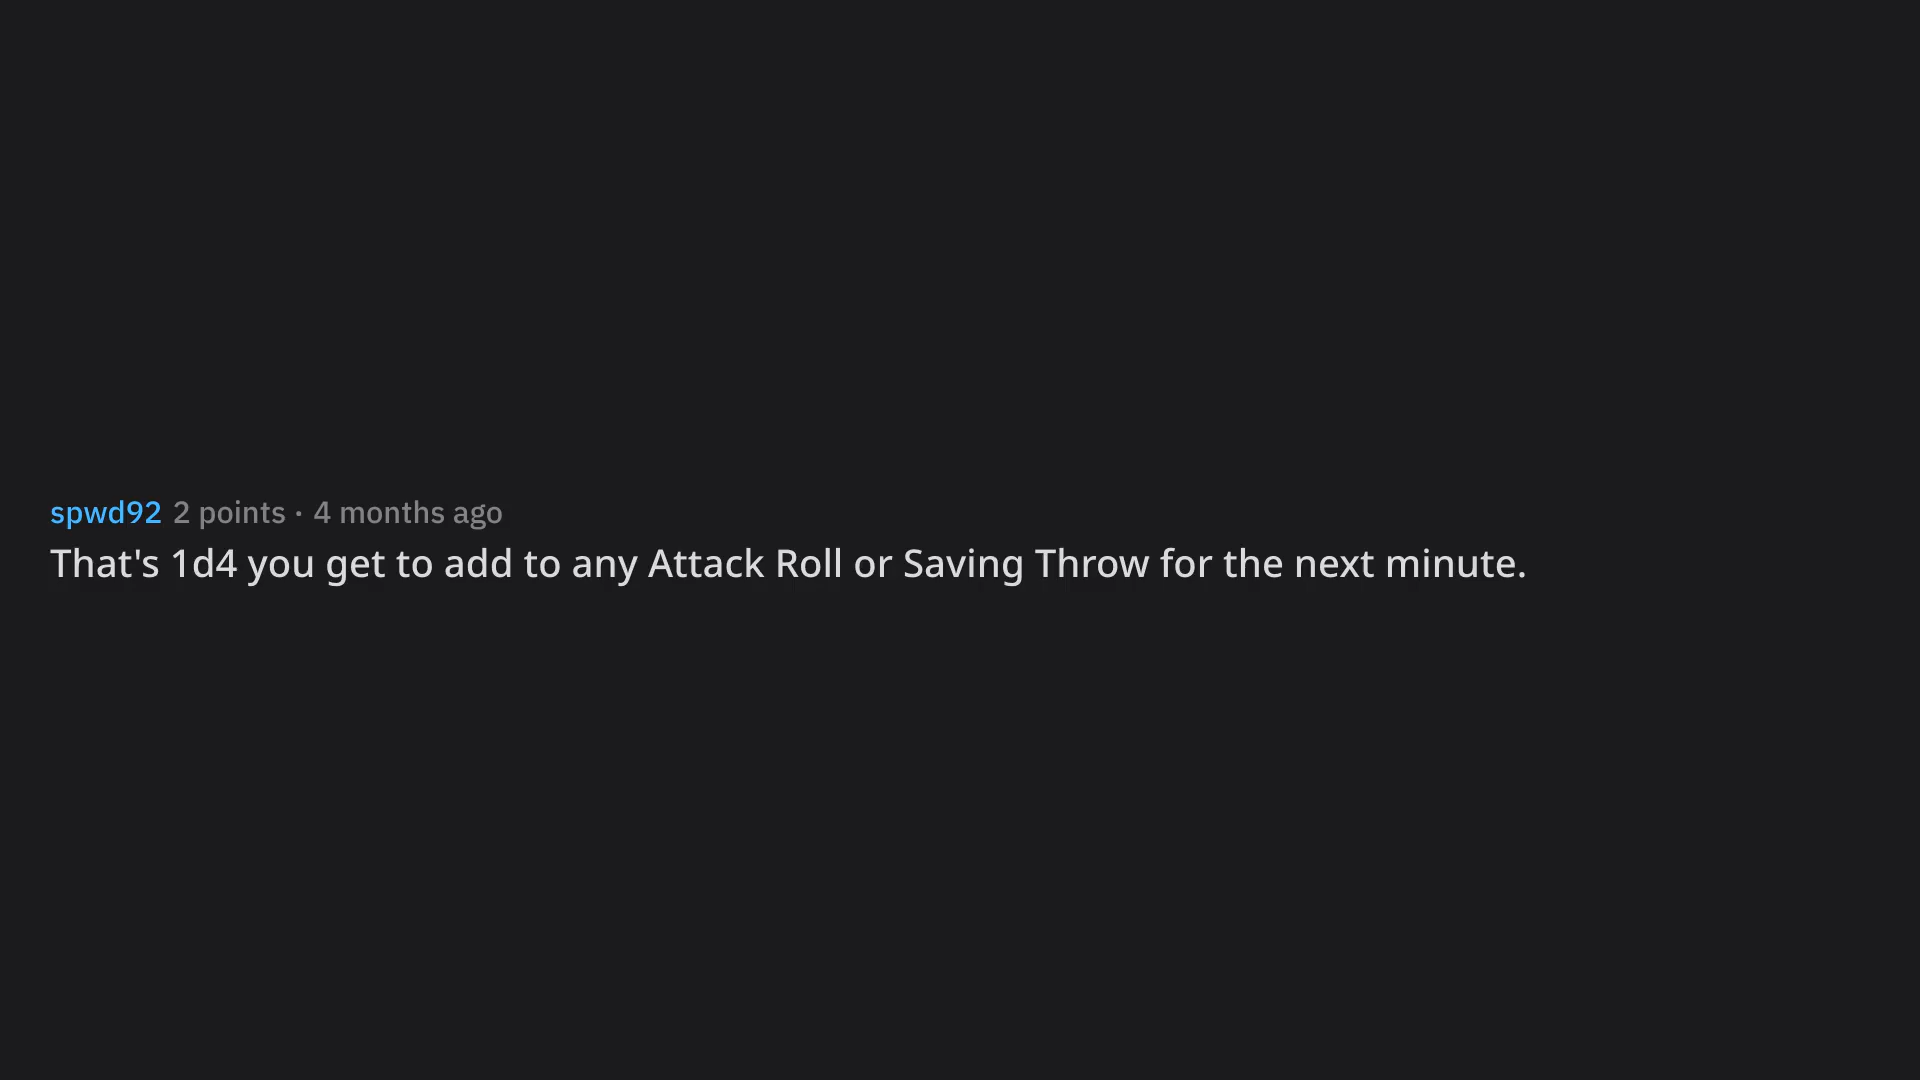 spwd92 2 points · 4 months ago
That's 1d4 you get to add to any Attack Roll or Saving Throw for the next minute.